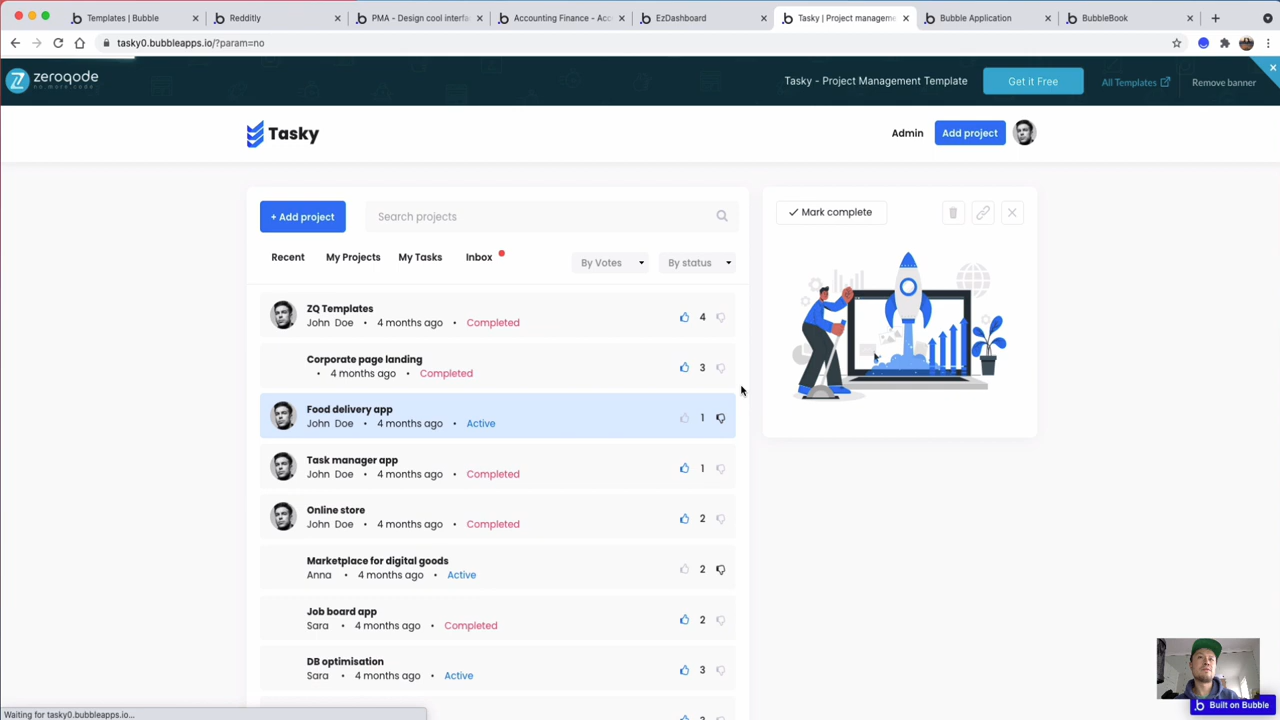 Templates | Bubble
Redditly
PMA - Design cool interfa
Accounting Finance - Acc
EzDashboard
Tasky | Project manageme
Bubble Application
BubbleBook
tasky0.bubbleapps.io/?param=no
zeroqode
no more code
Tasky - Project Management Template
Get it Free
All Templates
Remove banner
Tasky
Admin
Add project
+ Add project
Search projects
Mark complete
Recent
My Projects
My Tasks
Inbox
By Votes
By status
ZQ Templates
John Doe • 4 months ago • Completed
4
Corporate page landing
• 4 months ago • Completed
3
Food delivery app
John Doe • 4 months ago • Active
1
Task manager app
John Doe • 4 months ago • Completed
1
Online store
John Doe • 4 months ago • Completed
2
Marketplace for digital goods
Anna • 4 months ago • Active
2
Job board app
Sara • 4 months ago • Completed
2
DB optimisation
Sara • 4 months ago • Active
3
Waiting for tasky0.bubbleapps.io...
Built on Bubble